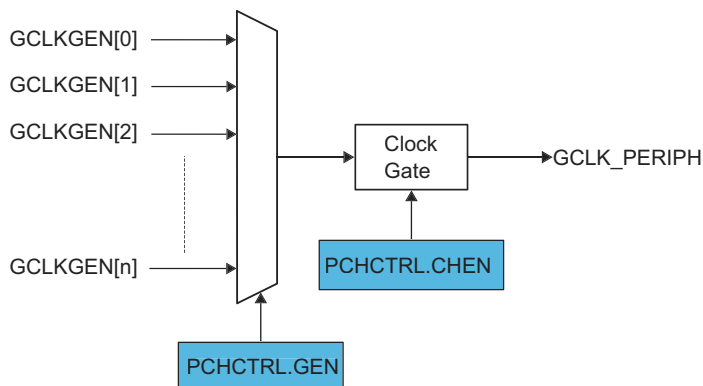 GCLKGEN[0]
GCLKGEN[1]
GCLKGEN[2]
Clock
Gate
GCLK_PERIPH
GCLKGEN[n]
PCHCTRL.CHEN
PCHCTRL.GEN